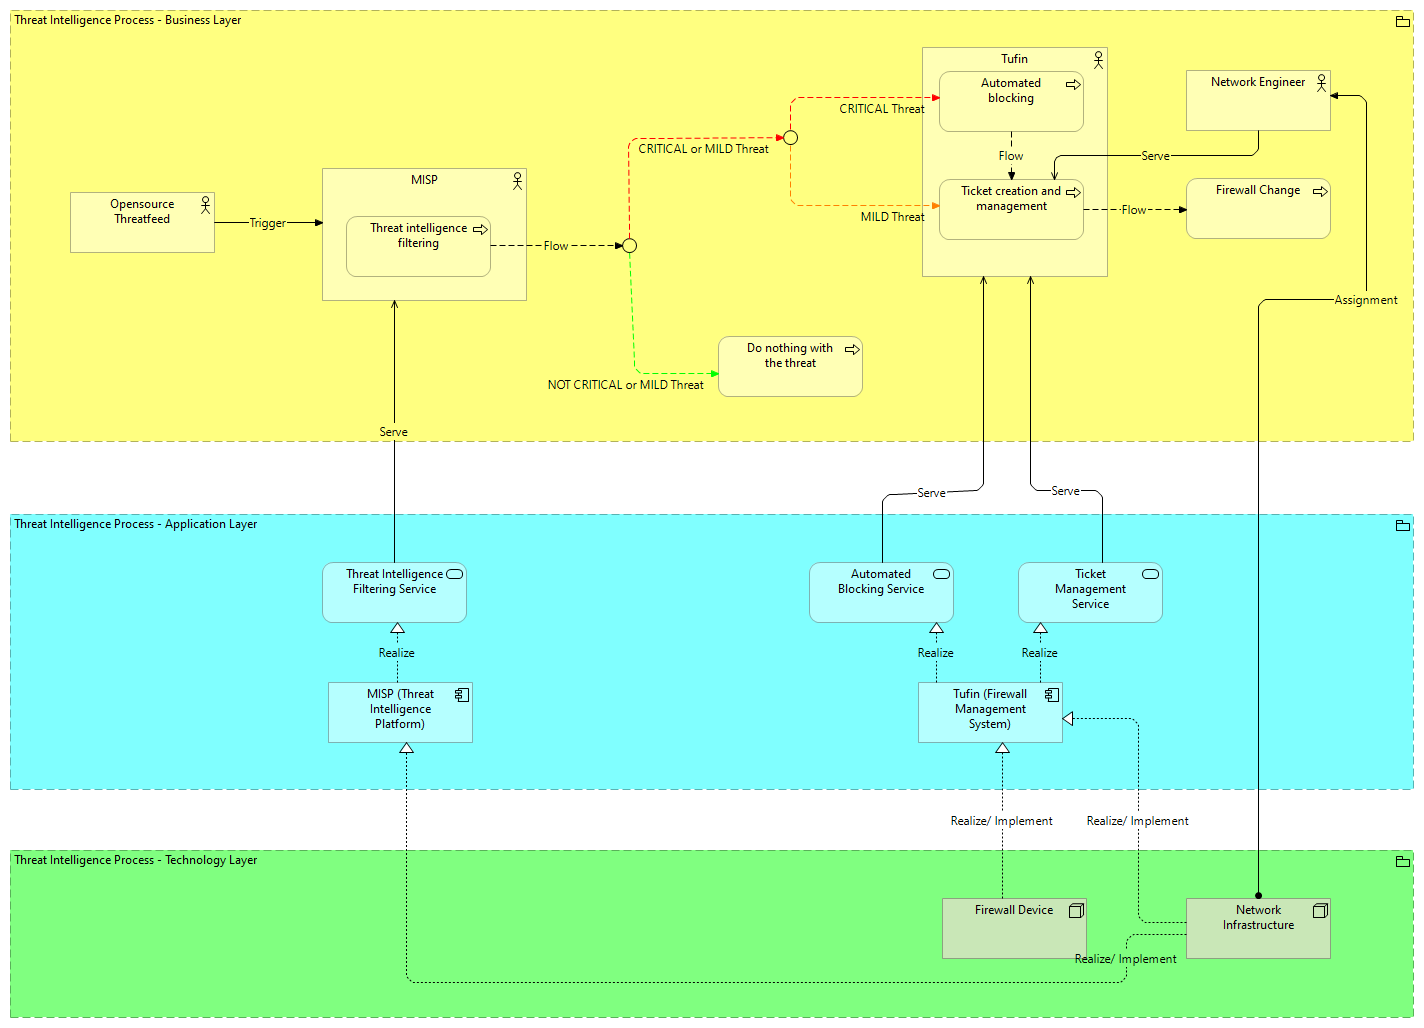 Threat Intelligence Process - Business Layer
Tufin
Automated
blocking
Network Engineer
CRITICAL Threat
CRITICAL or MILD Threat
Flow
Serve
MISP
Opensource
Threatfeed
Trigger
Threat intelligence
filtering
Flow
Ticket creation and
management
MILD Threat
Flow
Firewall Change
Assignment
Do nothing with
the threat
NOT CRITICAL or MILD Threat
Serve
Serve
Serve
Threat Intelligence Process - Application Layer
Threat Intelligence
Filtering Service
Automated
Blocking Service
Ticket
Management
Service
Realize
Realize
Realize
MISP (Threat
Intelligence
Platform)
Tufin (Firewall
Management
System)
Realize/ Implement
Realize/ Implement
Threat Intelligence Process - Technology Layer
Firewall Device
Network
Infrastructure
Realize/ Implement